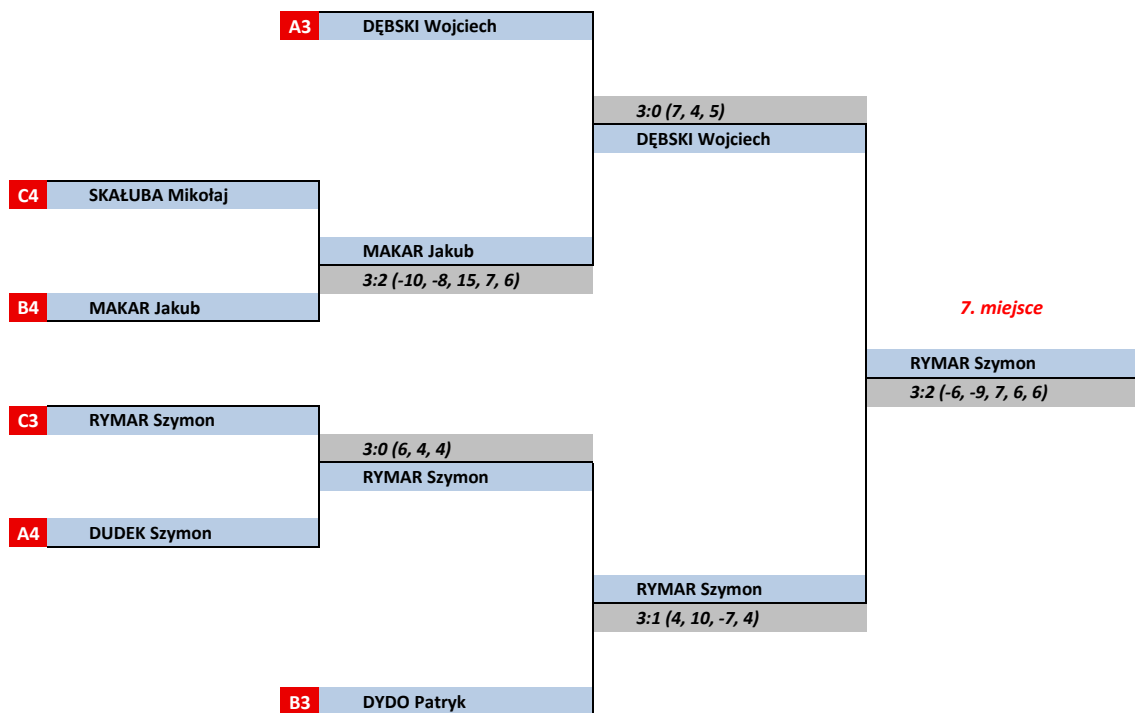 A3 DĘBSKI Wojciech
3:0 (7, 4, 5)
DĘBSKI Wojciech
C4 SKAŁUBA Mikołaj
MAKAR Jakub
3:2 (-10, -8, 15, 7, 6)
B4 MAKAR Jakub
7. miejsce
RYMAR Szymon
3:2 (-6, -9, 7, 6, 6)
C3 RYMAR Szymon
3:0 (6, 4, 4)
RYMAR Szymon
A4 DUDEK Szymon
RYMAR Szymon
3:1 (4, 10, -7, 4)
B3 DYDO Patryk